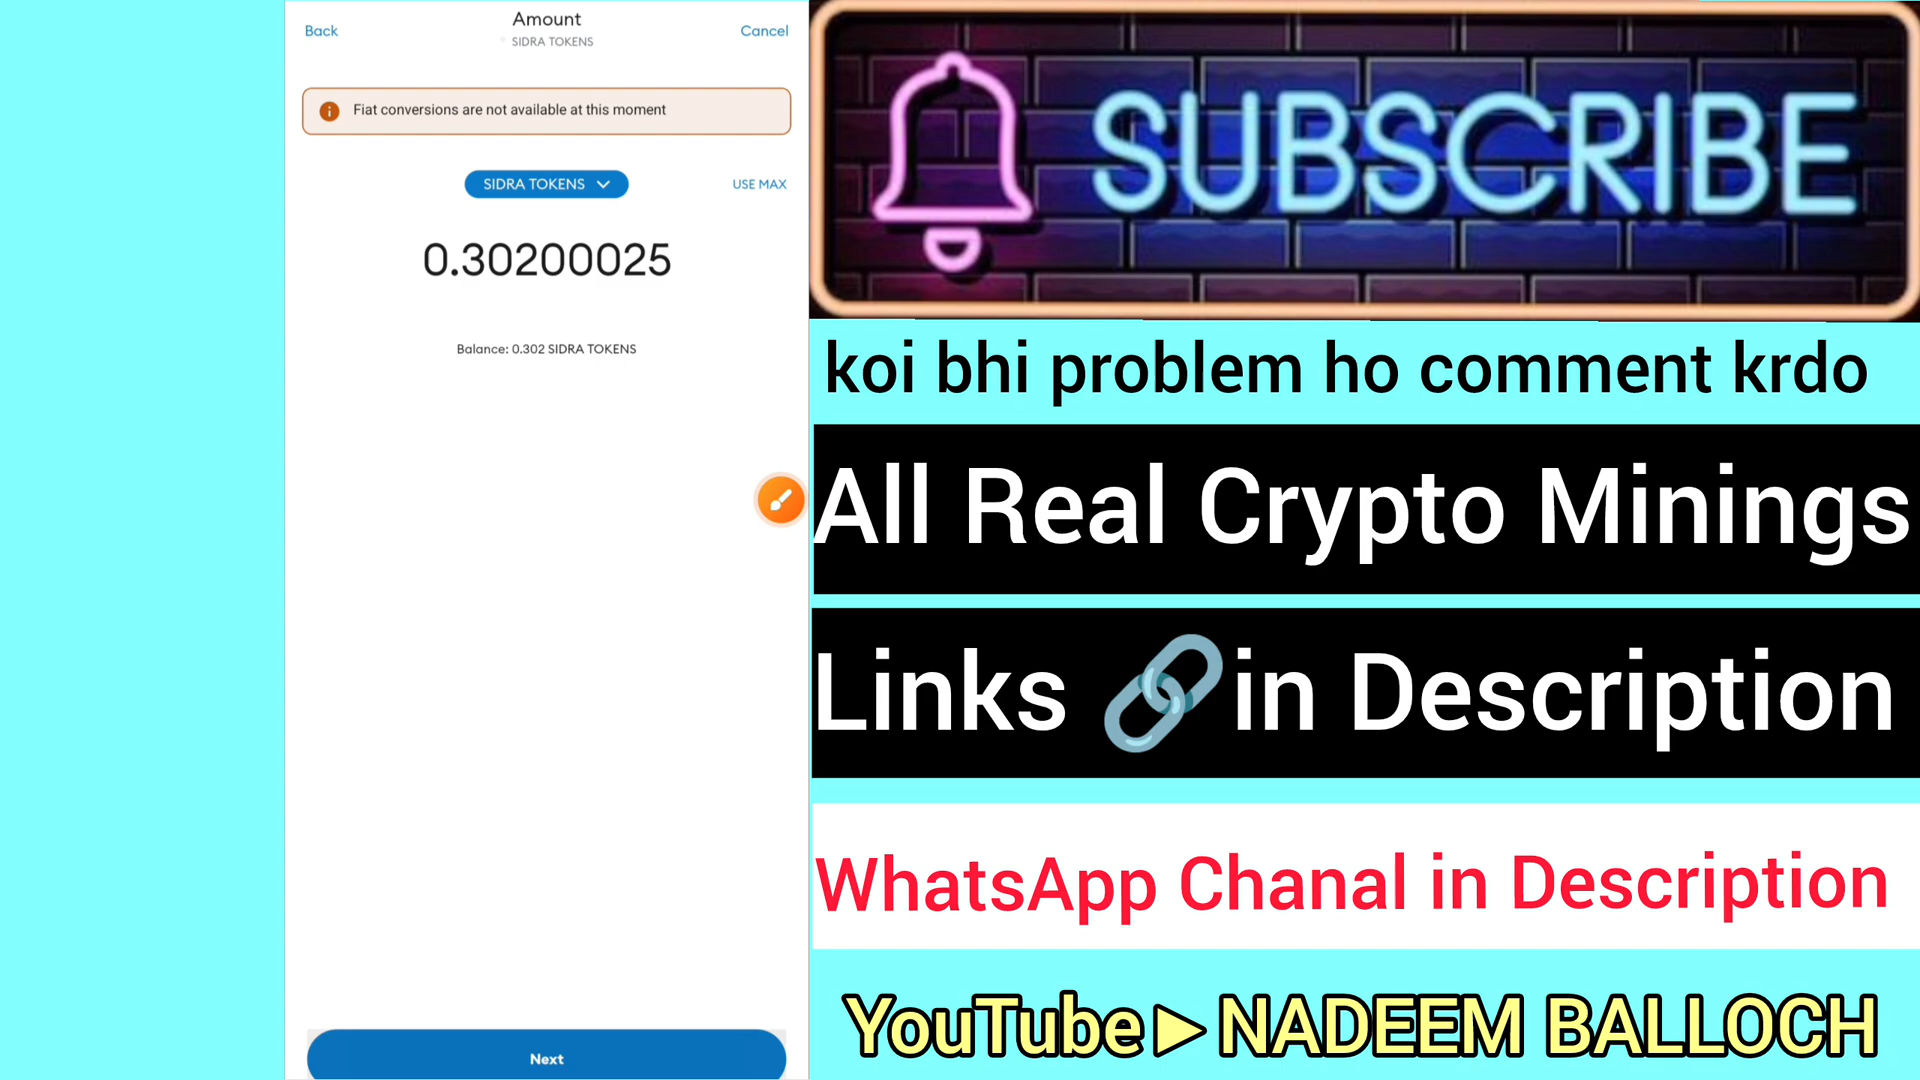 Back
Amount
Cancel
SIDRA TOKENS
Fiat conversions are not available at this moment
SIDRA TOKENS
USE MAX
0.30200025
Balance: 0.302 SIDRA TOKENS
Next
SUBSCRIBE
koi bhi problem ho comment krdo
All Real Crypto Minings
Links 🔗in Description
WhatsApp Chanal in Description
YouTube►NADEEM BALLOCH